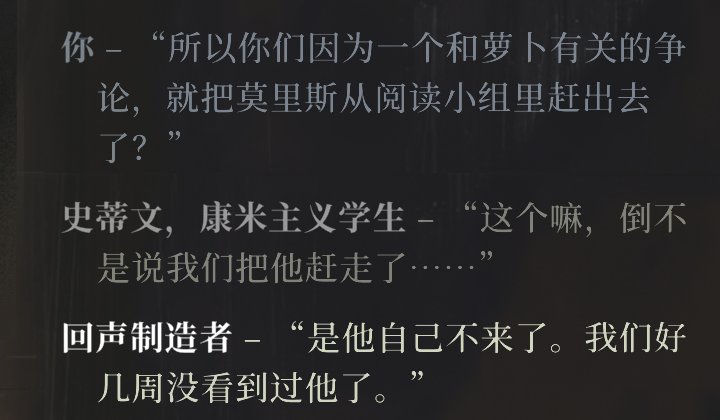 你 – “所以你们因为一个和萝卜有关的争
论，就把莫里斯从阅读小组里赶出去
了？”
史蒂文，康米主义学生 – “这个嘛，倒不
是说我们把他赶走了……”
回声制造者 – “是他自己不来了。我们好
几周没看到过他了。”